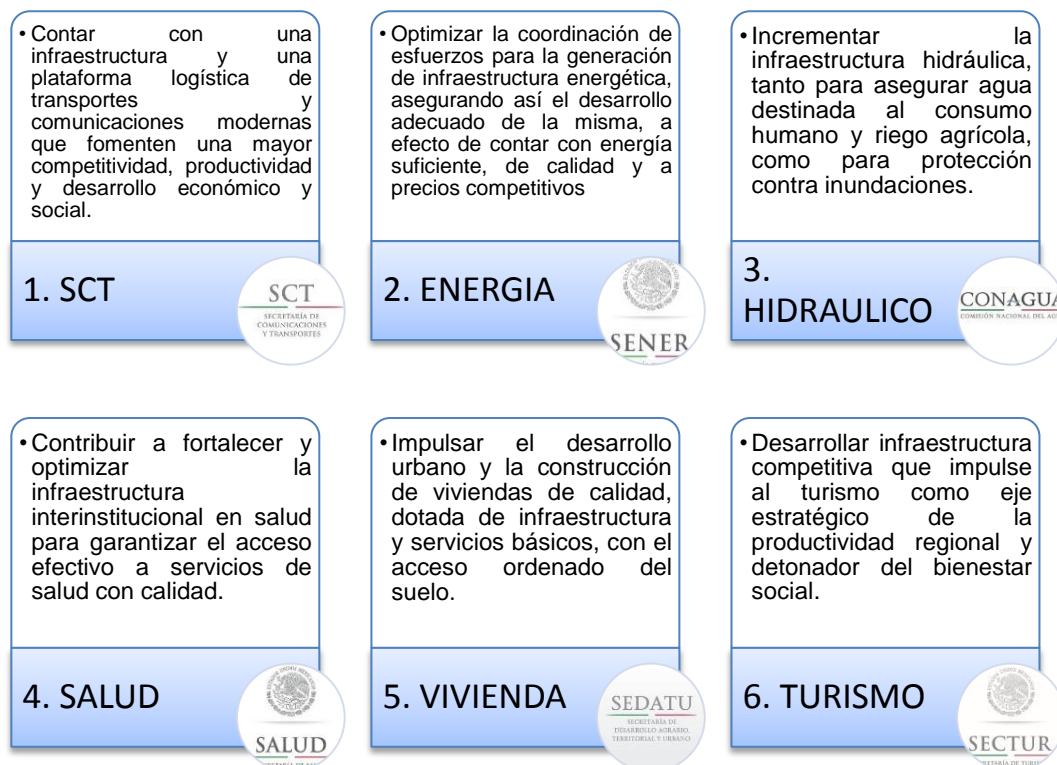 • Contar con una
infraestructura y una
plataforma logística de
transportes y
comunicaciones modernas
que fomenten una mayor
competitividad, productividad
y desarrollo económico y
social.
1. SCT
SCT
SECRETARÍA DE
COMUNICACIONES
Y TRANSPORTES
• Optimizar la coordinación de
esfuerzos para la generación
de infraestructura energética,
asegurando así el desarrollo
adecuado de la misma, a
efecto de contar con energía
suficiente, de calidad y a
precios competitivos
2. ENERGIA
SENER
• Incrementar la
infraestructura hidráulica,
tanto para asegurar agua
destinada al consumo
humano y riego agrícola,
como para protección
contra inundaciones.
3.
HIDRAULICO
CONAGUA
COMISIÓN NACIONAL DEL
• Contribuir a fortalecer y
optimizar la
infraestructura
interinstitucional en salud
para garantizar el acceso
efectivo a servicios de
salud con calidad.
4. SALUD
SALUD
• Impulsar el desarrollo
urbano y la construcción
de viviendas de calidad,
dotada de infraestructura
y servicios básicos, con el
acceso ordenado del
suelo.
5. VIVIENDA
SEDATU
SECRETARÍA DE
DESARROLLO AGRARIO,
TERRITORIAL Y URBANO
• Desarrollar infraestructura
competitiva que impulse
al turismo como eje
estratégico de la
productividad regional y
detonador del bienestar
social.
6. TURISMO
SECTUR